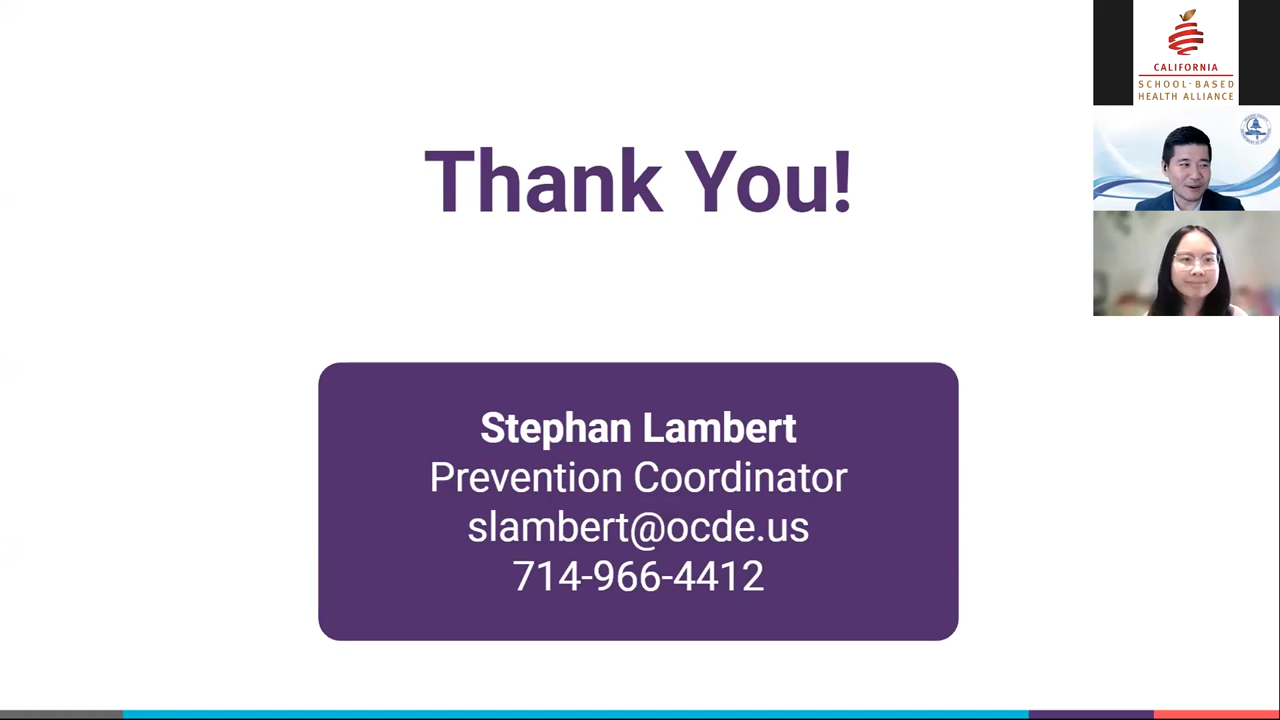 Thank You!
Stephan Lambert
Prevention Coordinator
slambert@ocde.us
714-966-4412
CALIFORNIA
SCHOOL-BASED
HEALTH ALLIANCE